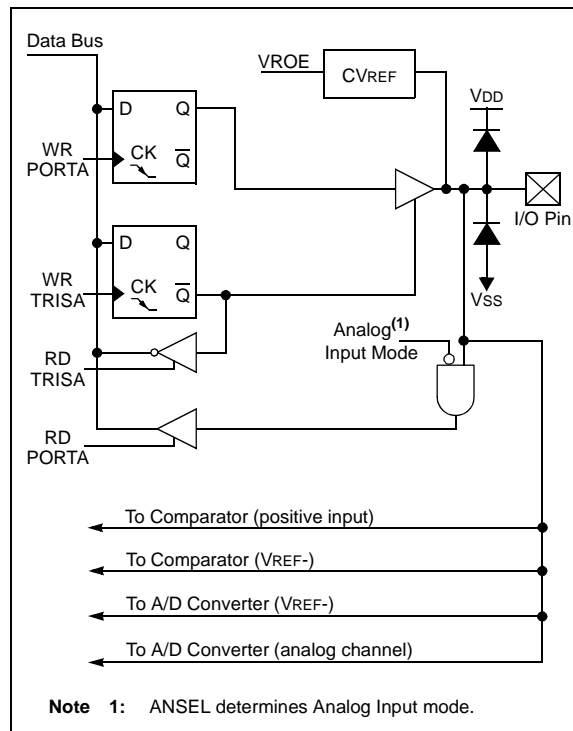 Data Bus
VROE
CVREF
VDD
D Q
WR
PORTA
CK
Q
I/O Pin
D Q
WR
TRISA
CK
Q
VSS
Analog(1)
Input Mode
RD
TRISA
RD
PORTA
To Comparator (positive input)
To Comparator (VREF-)
To A/D Converter (VREF-)
To A/D Converter (analog channel)
Note 1: ANSEL determines Analog Input mode.